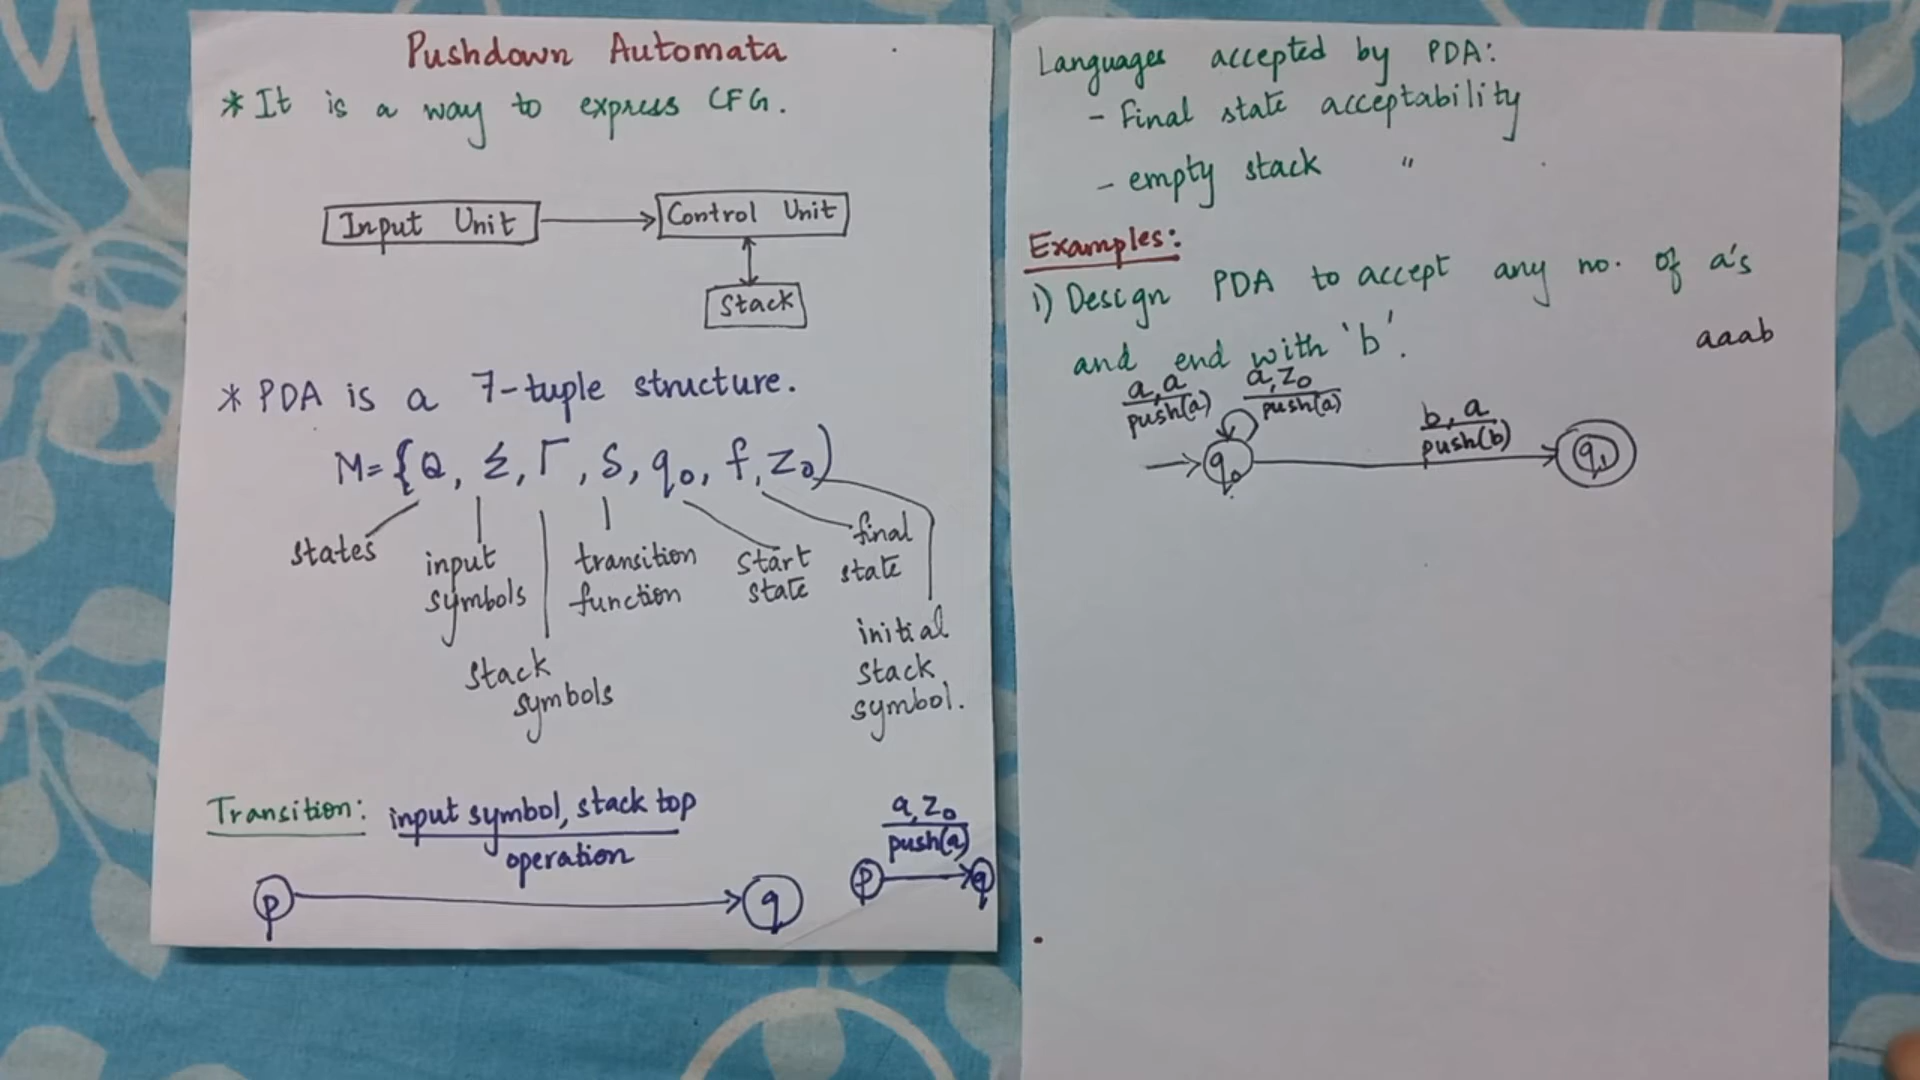 Pushdown Automata
* It is a way to express CFG.
Input Unit
Control Unit
Stack
* PDA is a 7-tuple structure.
M = {Q, Σ, Γ, δ, q₀, f, z₀)
states
input symbols
stack symbols
transition function
start state
final state
initial stack symbol.
Transition:
input symbol, stack top
operation
p
q
a, z₀
push(a)
p
q
Languages accepted by PDA:
- final state acceptability
- empty stack "
Examples:
1) Design PDA to accept any no. of a's
and end with 'b'.
aaab
a, a
push(a)
a, z₀
push(a)
b, a
push(b)
q₀
q₁